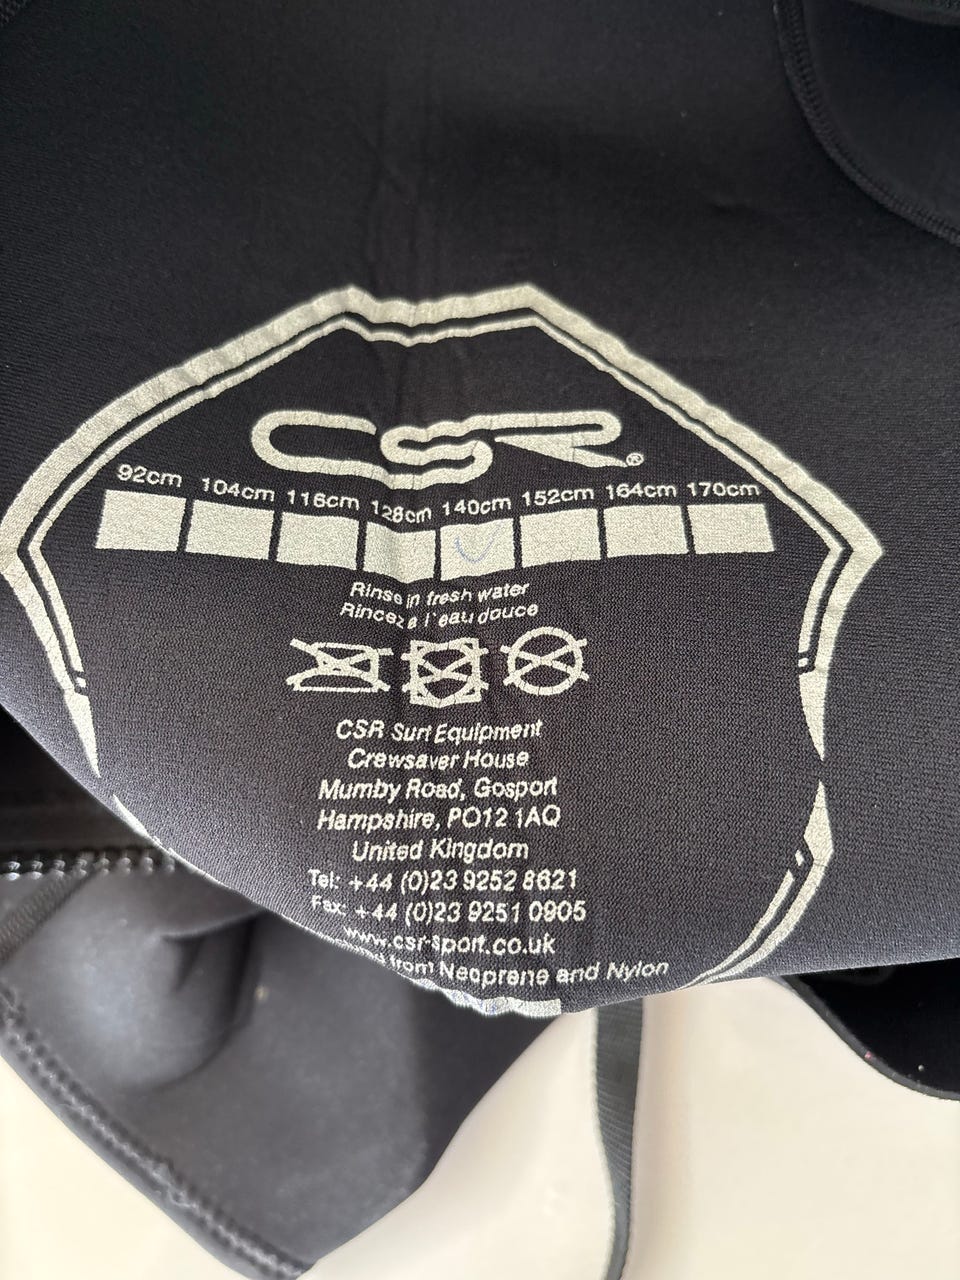 CSR®
92cm 104cm 116cm 128cm 140cm 152cm 164cm 170cm
Rinse in fresh water
Rincez a l'eau douce
CSR Surf Equipment
Crewsaver House
Mumby Road, Gosport
Hampshire, PO12 1AQ
United Kingdom
Tel: +44 (0)23 9252 8621
Fax: +44 (0)23 9251 0905
www.csr-sport.co.uk
from Neoprene and Nylon